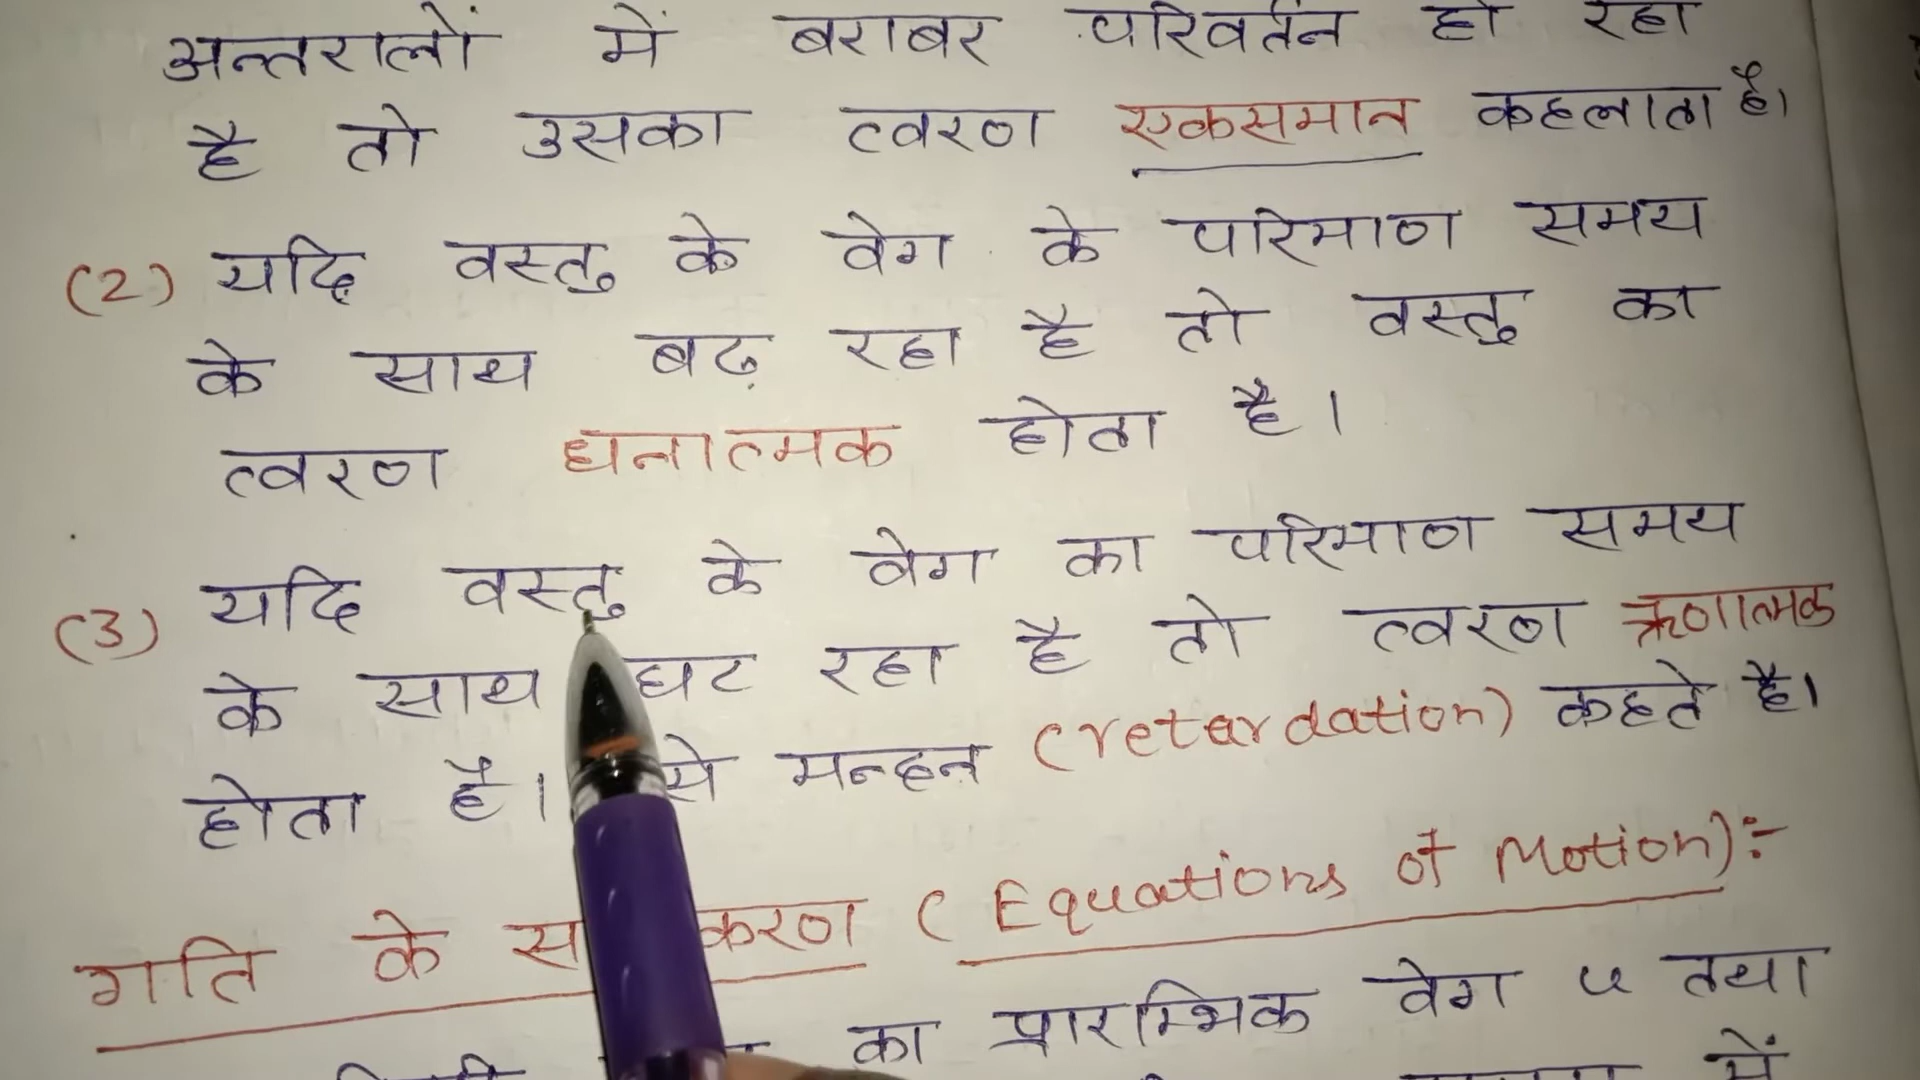 अन्तरालों में बराबर परिवर्तन हो रहा
है तो उसका त्वरण एकसमान कहलाता है।
(2) यदि वस्तु के वेग के परिमाण समय
के साथ बढ़ रहा है तो वस्तु का
त्वरण धनात्मक होता है।
(3) यदि वस्तु के वेग का परिमाण समय
के साथ घट रहा है तो त्वरण ऋणात्मक
होता है। मन्दन (retardation) कहते है।
गति के (Equations of Motion):-
का प्रारम्भिक वेग u तथा
में